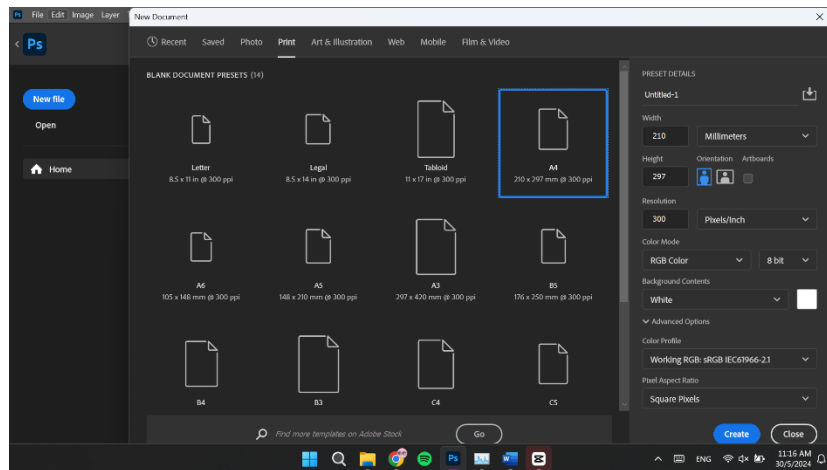 Ps File Edit Image Layer
New Document
Ps
New file
Open
Home
Recent Saved Photo Print Art & Illustration Web Mobile Film & Video
BLANK DOCUMENT PRESETS (14)
Letter
8.5 x 11 in @ 300 ppi
Legal
8.5 x 14 in @ 300 ppi
Tabloid
11 x 17 in @ 300 ppi
A4
210 x 297 mm @ 300 ppi
A6
105 x 148 mm @ 300 ppi
A5
148 x 210 mm @ 300 ppi
A3
297 x 420 mm @ 300 ppi
B5
176 x 250 mm @ 300 ppi
B4
B3
C4
C5
Find more templates on Adobe Stock
Go
PRESET DETAILS
Untitled-1
Width
210 Millimeters
Height Orientation Artboards
297
Resolution
300 Pixels/Inch
Color Mode
RGB Color 8 bit
Background Contents
White
Advanced Options
Color Profile
Working RGB: sRGB IEC61966-2.1
Pixel Aspect Ratio
Square Pixels
Create Close
Ps
ENG
11:16 AM
30/5/2024